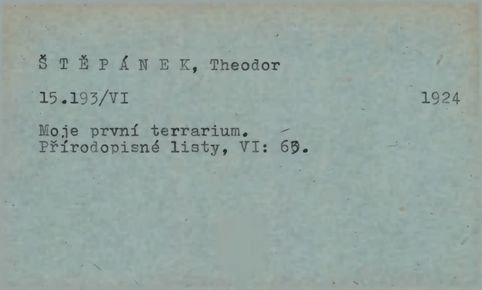 Š T Ě P Á N E K, Theodor
15.193/VI 1924
Moje první terrarium.
Přírodopisné listy, VI: